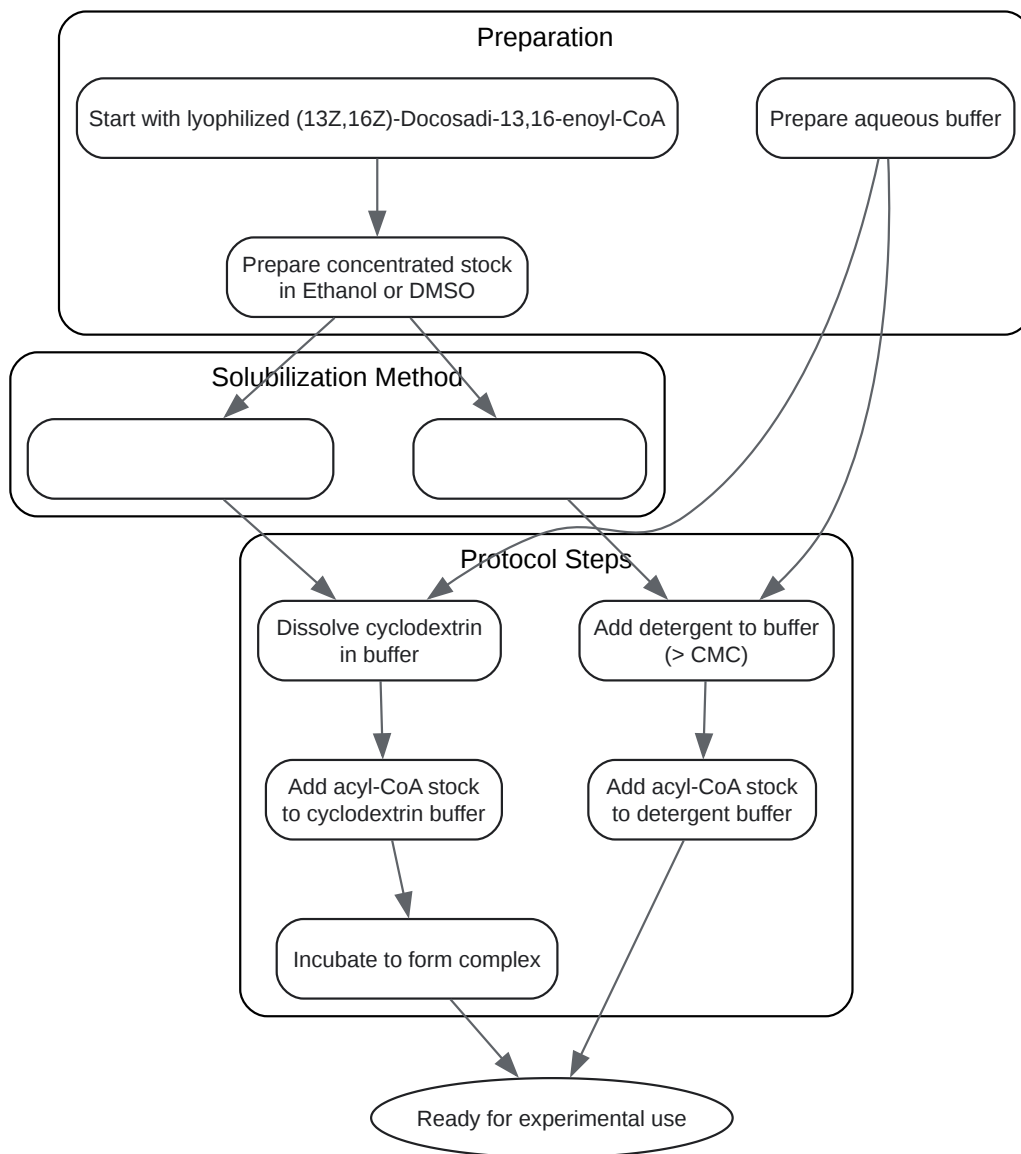 Preparation
Start with lyophilized (13Z,16Z)-Docosadi-13,16-enoyl-CoA
Prepare aqueous buffer
Prepare concentrated stock
in Ethanol or DMSO
Solubilization Method
Protocol Steps
Dissolve cyclodextrin
in buffer
Add detergent to buffer
(> CMC)
Add acyl-CoA stock
to cyclodextrin buffer
Add acyl-CoA stock
to detergent buffer
Incubate to form complex
Ready for experimental use